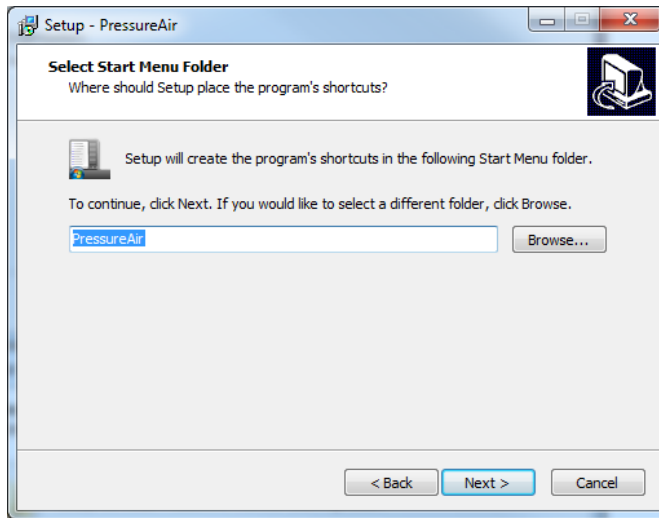 Setup - PressureAir
Select Start Menu Folder
Where should Setup place the program's shortcuts?
Setup will create the program's shortcuts in the following Start Menu folder.
To continue, click Next. If you would like to select a different folder, click Browse.
PressureAir
Browse...
< Back
Next >
Cancel